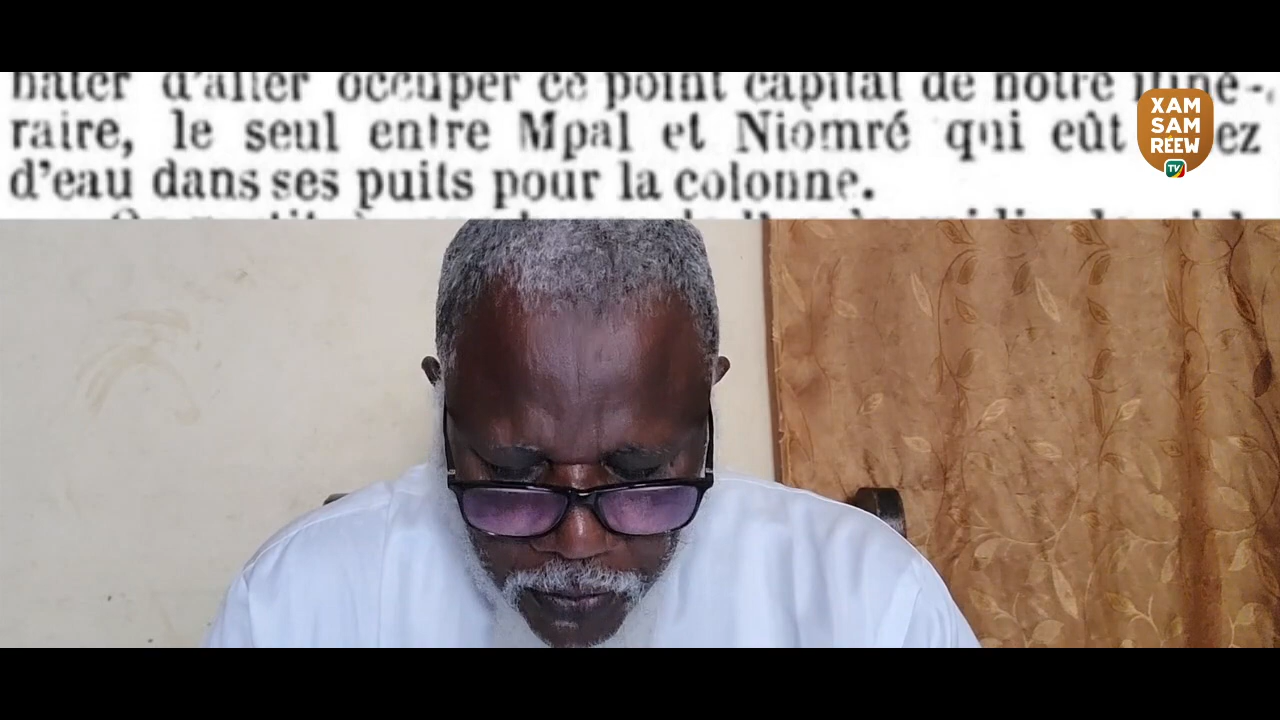 hâter d'aller occuper ce point capital de notre itiné-
raire, le seul entre Mpal et Niomré qui eût
d'eau dans ses puits pour la colonne.
XAM
SAM
REEW
TV